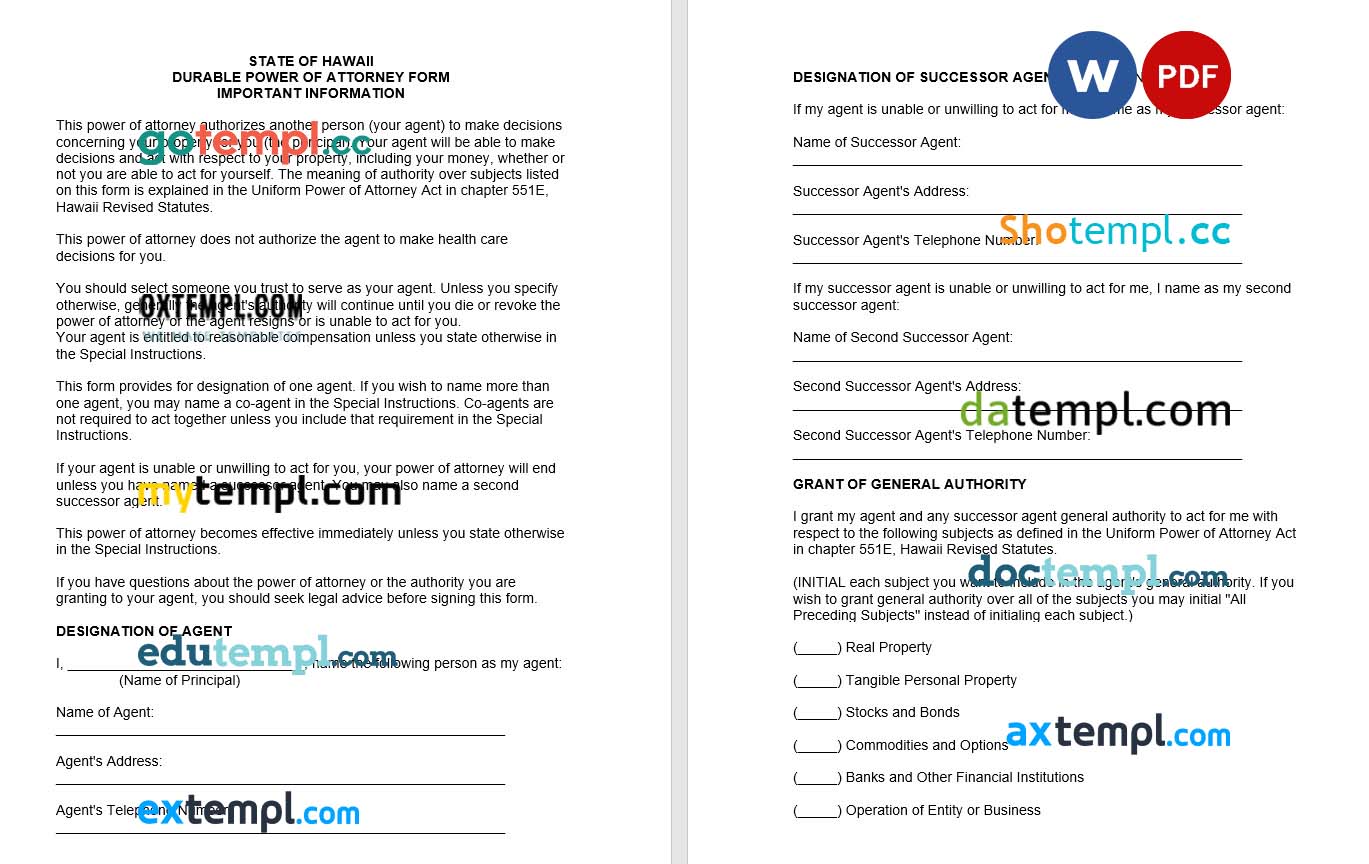 STATE OF HAWAII
DURABLE POWER OF ATTORNEY FORM
IMPORTANT INFORMATION
This power of attorney authorizes another person (your agent) to make decisions
concerning your property for you (the principal). Your agent will be able to make
decisions and act with respect to your property, including your money, whether or
not you are able to act for yourself. The meaning of authority over subjects listed
on this form is explained in the Uniform Power of Attorney Act in chapter 551E,
Hawaii Revised Statutes.
gotempl.cc
This power of attorney does not authorize the agent to make health care
decisions for you.
You should select someone you trust to serve as your agent. Unless you specify
otherwise, generally the agent's authority will continue until you die or revoke the
power of attorney or the agent resigns or is unable to act for you.
Your agent is entitled to reasonable compensation unless you state otherwise in
the Special Instructions.
OXTEMPL.COM
WE MAKE TEMPLATES
This form provides for designation of one agent. If you wish to name more than
one agent, you may name a co-agent in the Special Instructions. Co-agents are
not required to act together unless you include that requirement in the Special
Instructions.
If your agent is unable or unwilling to act for you, your power of attorney will end
unless you have named a successor agent. You may also name a second
successor agent.
mytempl.com
This power of attorney becomes effective immediately unless you state otherwise
in the Special Instructions.
If you have questions about the power of attorney or the authority you are
granting to your agent, you should seek legal advice before signing this form.
DESIGNATION OF AGENT
edutempl.com
I, ______________________________, name the following person as my agent:
(Name of Principal)
Name of Agent:
Agent's Address:
Agent's Telephone Number:
extempl.com
DESIGNATION OF SUCCESSOR AGENT
W PDF
If my agent is unable or unwilling to act for me, I name as my successor agent:
Name of Successor Agent:
Successor Agent's Address:
Shotempl.cc
Successor Agent's Telephone Number:
If my successor agent is unable or unwilling to act for me, I name as my second
successor agent:
Name of Second Successor Agent:
Second Successor Agent's Address:
datempl.com
Second Successor Agent's Telephone Number:
GRANT OF GENERAL AUTHORITY
I grant my agent and any successor agent general authority to act for me with
respect to the following subjects as defined in the Uniform Power of Attorney Act
in chapter 551E, Hawaii Revised Statutes.
doctempl.com
(INITIAL each subject you want to include in the agent's general authority. If you
wish to grant general authority over all of the subjects you may initial "All
Preceding Subjects" instead of initialing each subject.)
(_____) Real Property
(_____) Tangible Personal Property
(_____) Stocks and Bonds
axtempl.com
(_____) Commodities and Options
(_____) Banks and Other Financial Institutions
(_____) Operation of Entity or Business